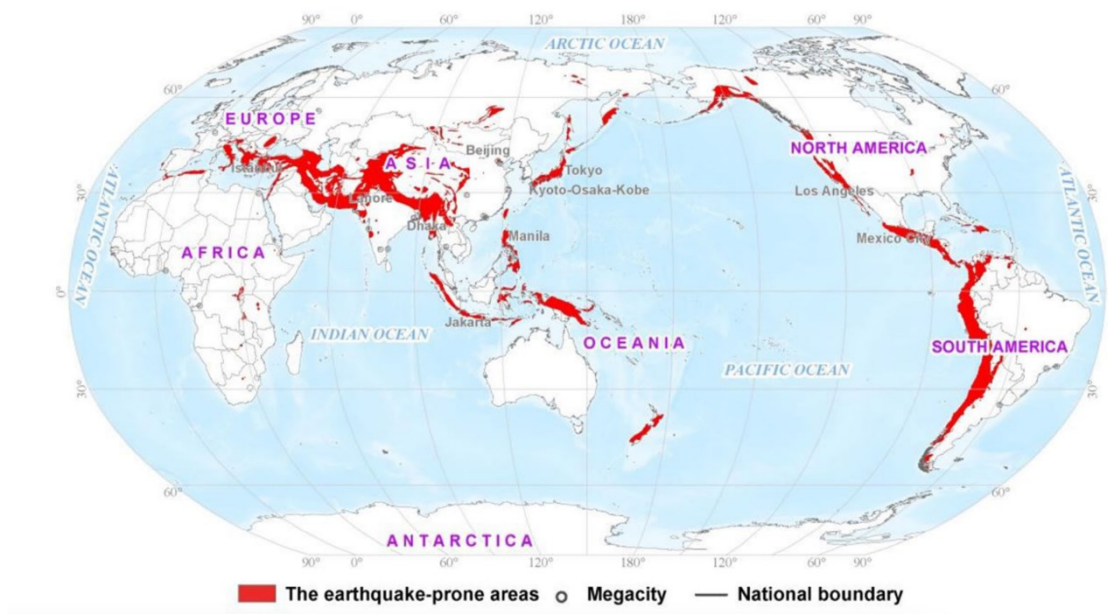 90° 0° 60° 120° 180° 120° 60° 90°
ARCTIC OCEAN
60° 60°
EUROPE
Beijing
NORTH AMERICA
ASIA
Istanbul
Tokyo
ATLANTIC OCEAN
ATLANTIC OCEAN
30° 30°
Lahore
Kyoto-Osaka-Kobe
Los Angeles
Dhaka
Manila
Mexico City
AFRICA
0° 0°
Jakarta
INDIAN OCEAN
OCEANIA
SOUTH AMERICA
PACIFIC OCEAN
30° 30°
60° 60°
ANTARCTICA
90° 0° 60° 120° 180° 120° 60° 90°
The earthquake-prone areas Megacity National boundary